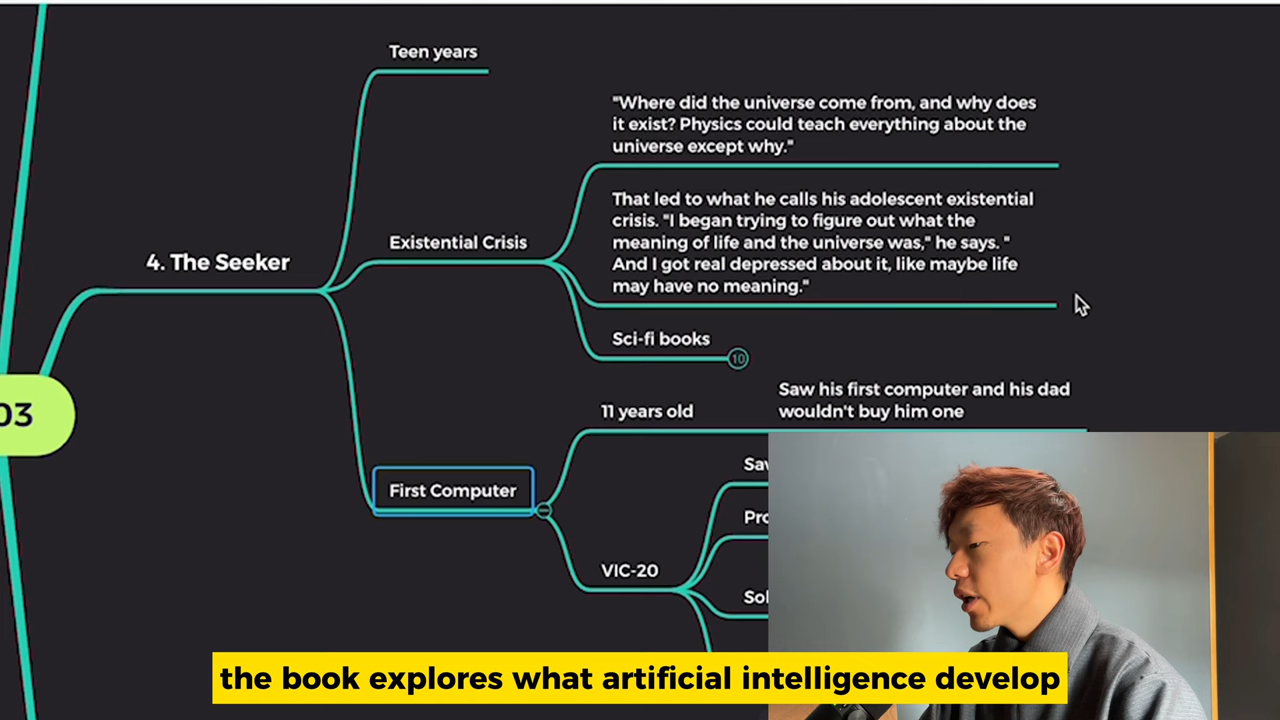 Teen years
"Where did the universe come from, and why does
it exist? Physics could teach everything about the
universe except why."
That led to what he calls his adolescent existential
crisis. "I began trying to figure out what the
meaning of life and the universe was," he says. "
And I got real depressed about it, like maybe life
may have no meaning."
Existential Crisis
4. The Seeker
Sci-fi books
10
03
11 years old
Saw his first computer and his dad
wouldn't buy him one
First Computer
VIC-20
the book explores what artificial intelligence develop